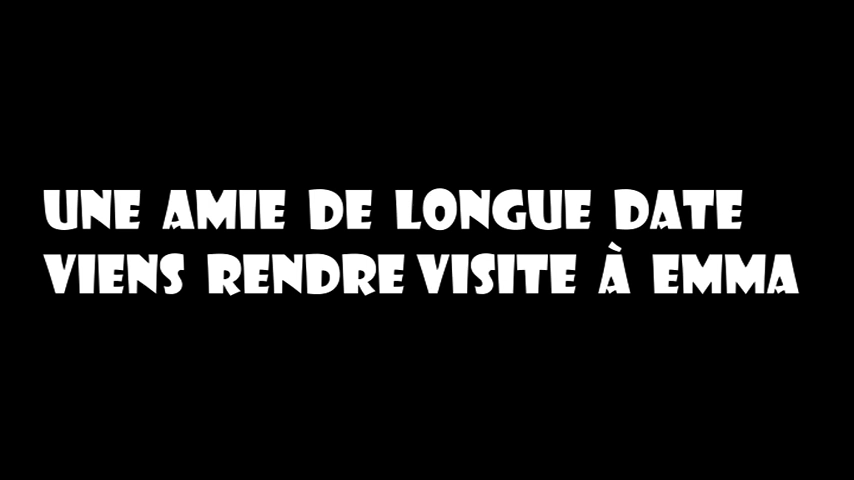 UNE AMIE DE LONGUE DATE
VIENS RENDRE VISITE À EMMA